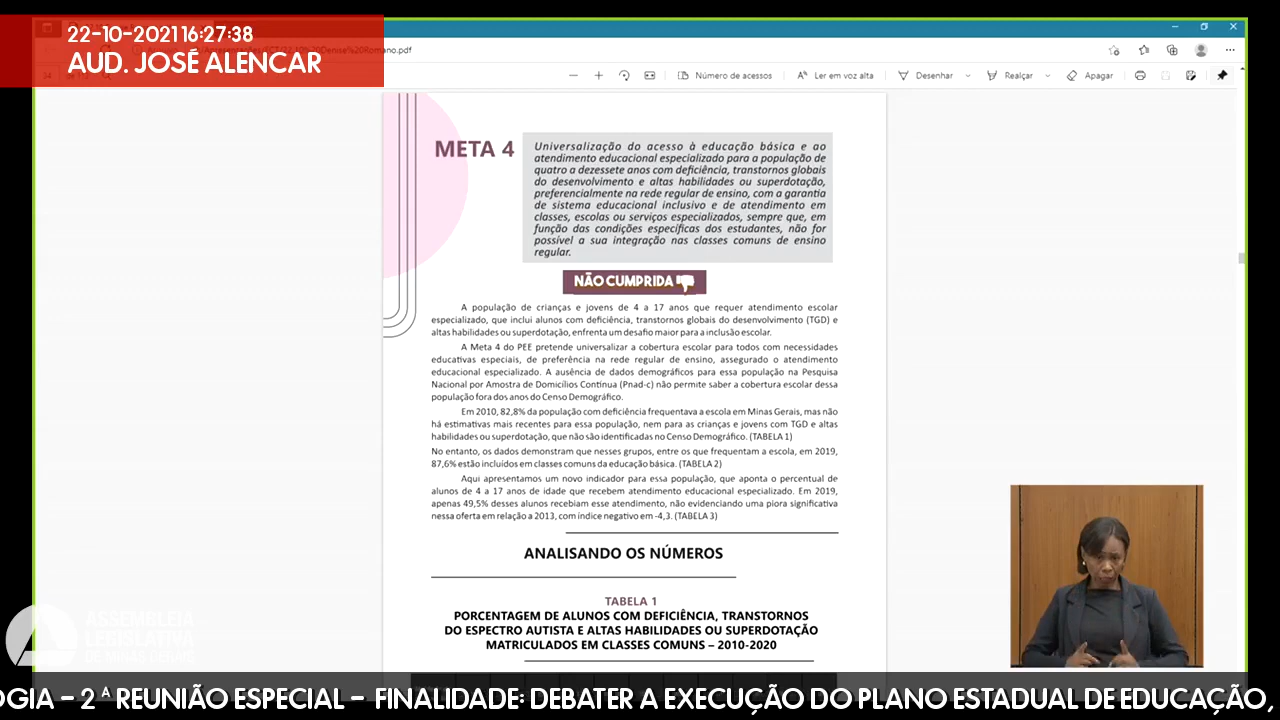 22-10-2021 16:27:38
AUD. JOSÉ ALENCAR
20Denise%20Romano.pdf
Número de acessos
Ler em voz alta
Desenhar
Realçar
Apagar
META 4
Universalização do acesso à educação básica e ao
atendimento educacional especializado para a população de
quatro a dezessete anos com deficiência, transtornos globais
do desenvolvimento e altas habilidades ou superdotação,
preferencialmente na rede regular de ensino, com a garantia
de sistema educacional inclusivo e de atendimento em
classes, escolas ou serviços especializados, sempre que, em
função das condições específicas dos estudantes, não for
possível a sua integração nas classes comuns de ensino
regular.
NÃO CUMPRIDA
A população de crianças e jovens de 4 a 17 anos que requer atendimento escolar
especializado, que inclui alunos com deficiência, transtornos globais do desenvolvimento (TGD) e
altas habilidades ou superdotação, enfrenta um desafio maior para a inclusão escolar.
A Meta 4 do PEE pretende universalizar a cobertura escolar para todos com necessidades
educativas especiais, de preferência na rede regular de ensino, assegurado o atendimento
educacional especializado. A ausência de dados demográficos para essa população na Pesquisa
Nacional por Amostra de Domicílios Contínua (Pnad-c) não permite saber a cobertura escolar dessa
população fora dos anos do Censo Demográfico.
Em 2010, 82,8% da população com deficiência frequentava a escola em Minas Gerais, mas não
há estimativas mais recentes para essa população, nem para as crianças e jovens com TGD e altas
habilidades ou superdotação, que não são identificadas no Censo Demográfico. (TABELA 1)
No entanto, os dados demonstram que nesses grupos, entre os que frequentam a escola, em 2019,
87,6% estão incluídos em classes comuns da educação básica. (TABELA 2)
Aqui apresentamos um novo indicador para essa população, que aponta o percentual de
alunos de 4 a 17 anos de idade que recebem atendimento educacional especializado. Em 2019,
apenas 49,5% desses alunos recebiam esse atendimento, não evidenciando uma piora significativa
nessa oferta em relação a 2013, com índice negativo em -4,3. (TABELA 3)
ANALISANDO OS NÚMEROS
TABELA 1
PORCENTAGEM DE ALUNOS COM DEFICIÊNCIA, TRANSTORNOS
DO ESPECTRO AUTISTA E ALTAS HABILIDADES OU SUPERDOTAÇÃO
MATRICULADOS EM CLASSES COMUNS – 2010-2020
ASSEMBLEIA
LEGISLATIVA
DE MINAS GERAIS
OGIA - 2ª REUNIÃO ESPECIAL - FINALIDADE: DEBATER A EXECUÇÃO DO PLANO ESTADUAL DE EDUCAÇÃO,